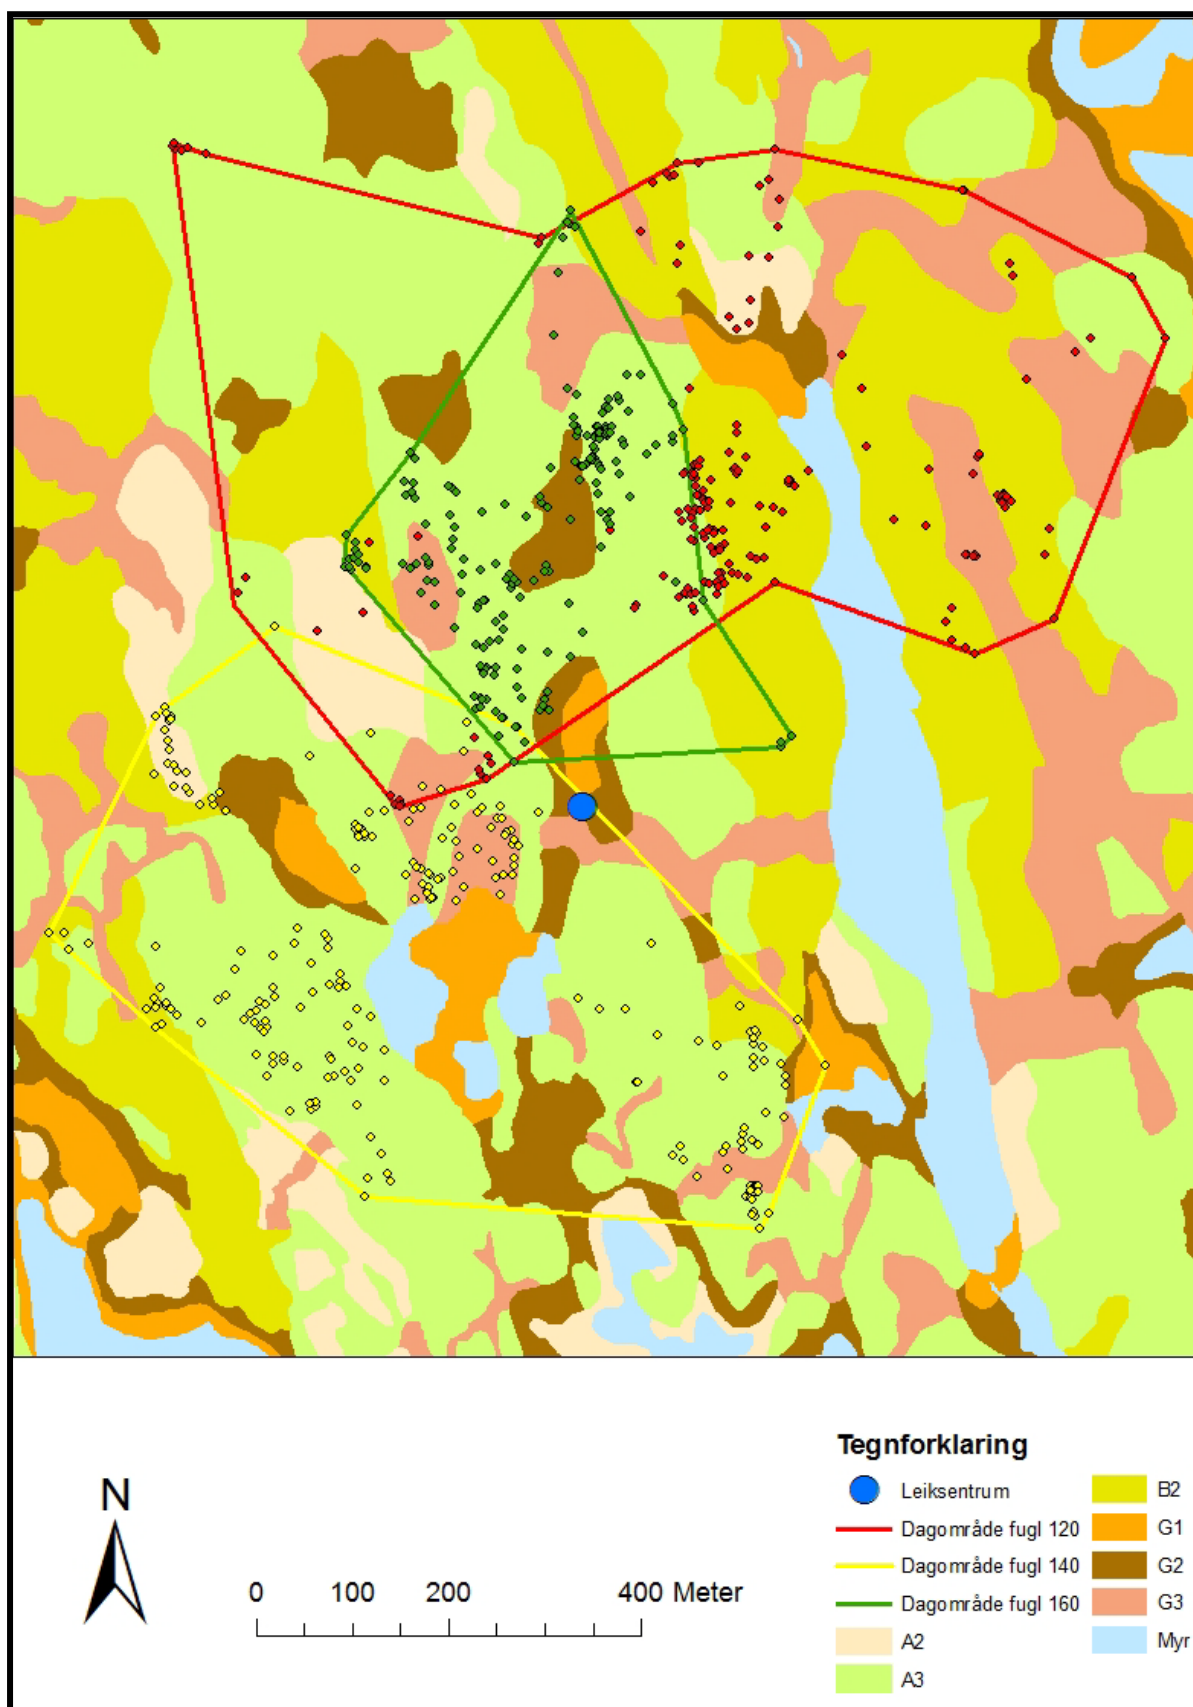 Tegnforklaring
Leiksentrum
Dagområde fugl 120
Dagområde fugl 140
Dagområde fugl 160
A2
A3
B2
G1
G2
G3
Myr
N
0 100 200 400 Meter